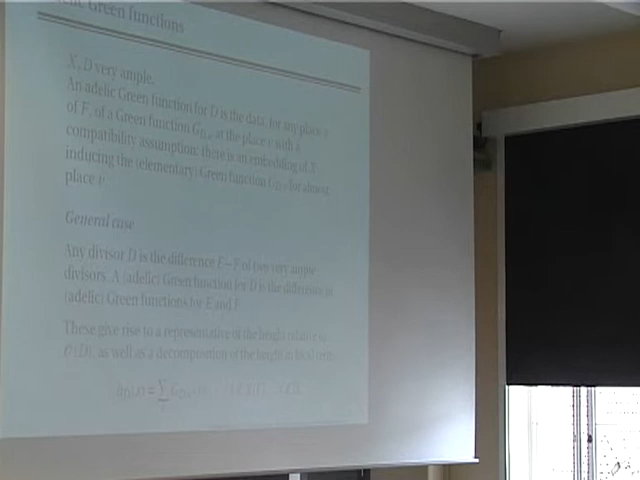 Green functions
X, D very ample.
An adelic Green function for D is the data, for any place v
of F, of a Green function at the place v with a
compatibility assumption: there is an embedding of X
inducing the (elementary) Green function for almost
place v.
General case
Any divisor D is the difference E − F of two very ample
divisors. A (adelic) Green function for D is the difference of
(adelic) Green functions for E and F.
These give rise to a representative of the height relative to
(D), as well as a decomposition of the height as